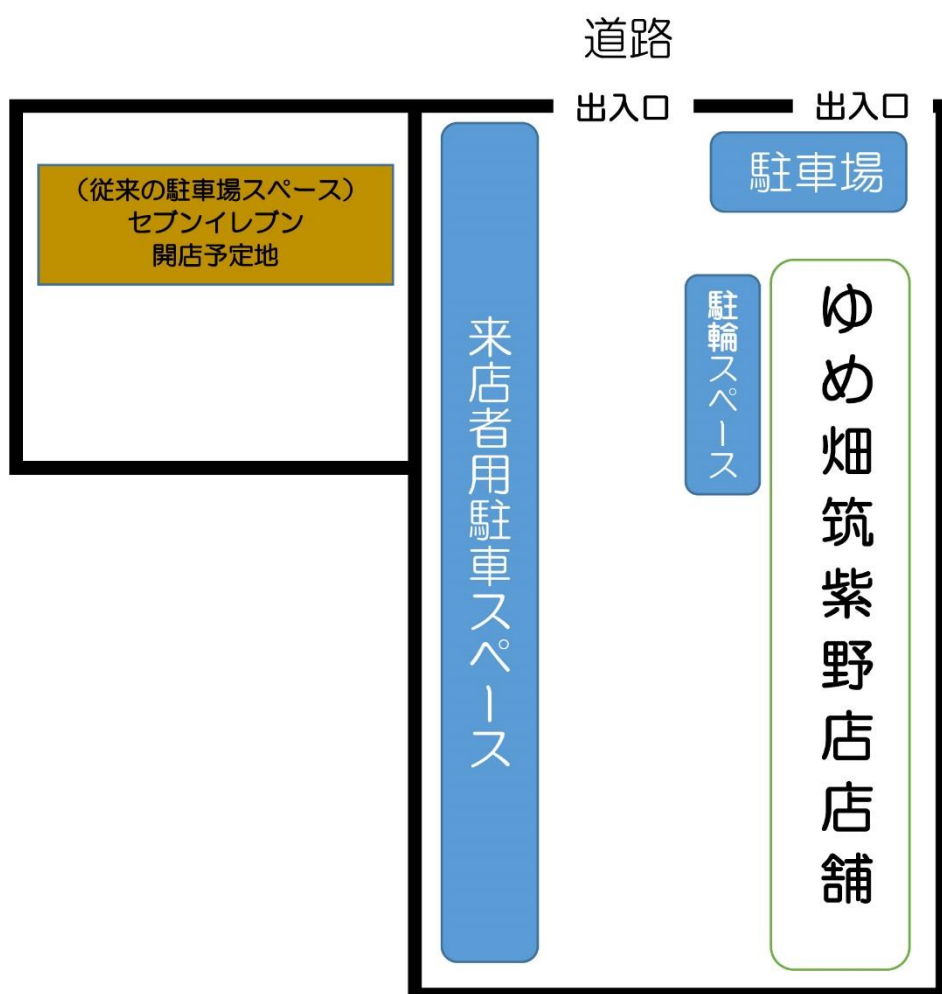 道路
出入口
出入口
（従来の駐車場スペース）
セブンイレブン
開店予定地
来店者用駐車スペース
駐車場
駐輪スペース
ゆめ畑筑紫野店店舗